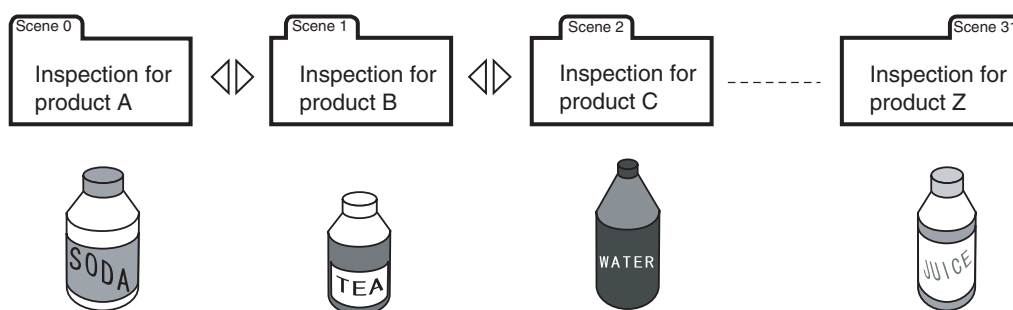 Scene 0
Inspection for
product A
Scene 1
Inspection for
product B
Scene 2
Inspection for
product C
Scene 31
Inspection for
product Z
SODA
TEA
WATER
JUICE